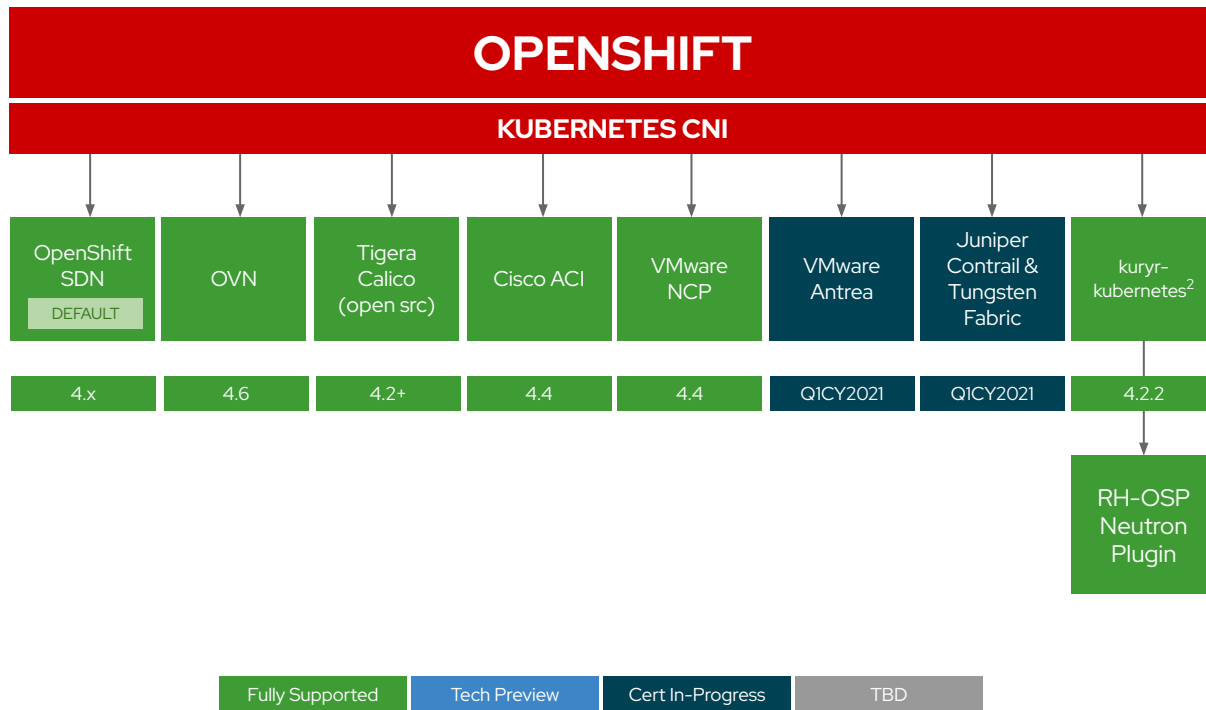 OPENSHIFT
KUBERNETES CNI
OpenShift
SDN
DEFAULT
OVN
Tigera
Calico
(open src)
Cisco ACI
VMware
NCP
VMware
Antrea
Juniper
Contrail &
Tungsten
Fabric
kuryr-
kubernetes²
4.x
4.6
4.2+
4.4
4.4
Q1CY2021
Q1CY2021
4.2.2
RH-OSP
Neutron
Plugin
Fully Supported
Tech Preview
Cert In-Progress
TBD